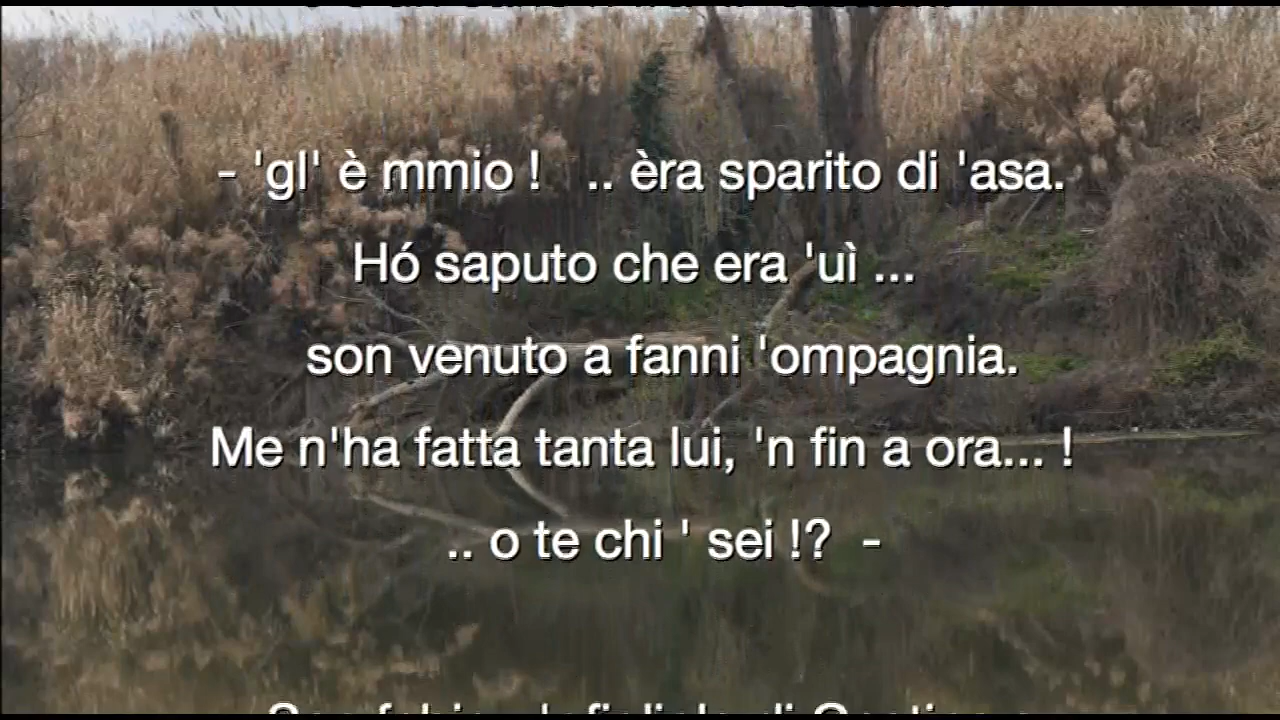 - 'gl' è mmio !   .. èra sparito di 'asa.
Hó saputo che era 'uì ...
son venuto a fanni 'ompagnia.
Me n'ha fatta tanta lui, 'n fin a ora... !
.. o te chi ' sei !?  -